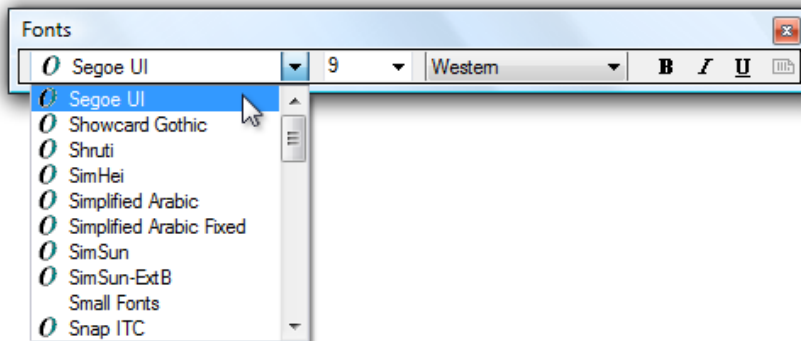 Fonts
Segoe UI 9 Western B I U
Segoe UI
Showcard Gothic
Shruti
SimHei
Simplified Arabic
Simplified Arabic Fixed
SimSun
SimSun-ExtB
Small Fonts
Snap ITC